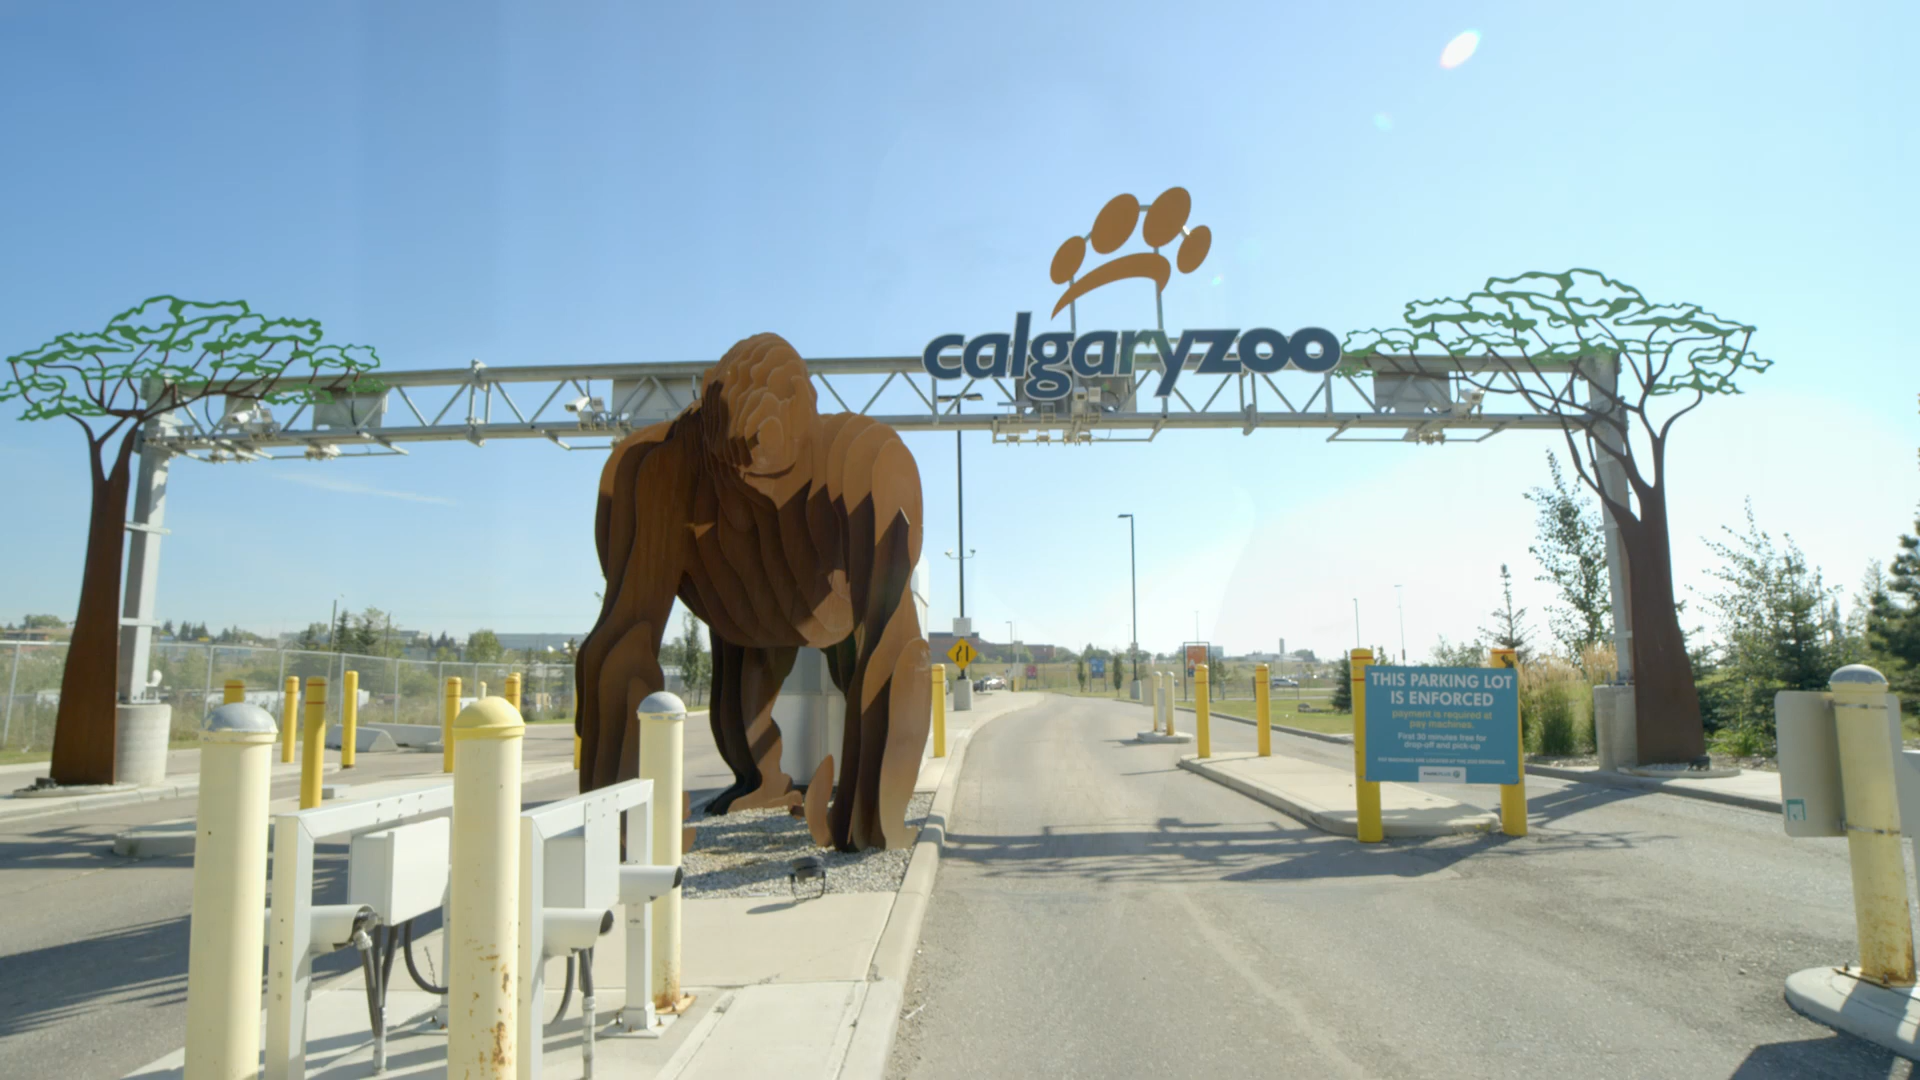 calgaryzoo
THIS PARKING LOT
IS ENFORCED
payment is required at
pay machines.
First 30 minutes free for
drop-off and pick-up